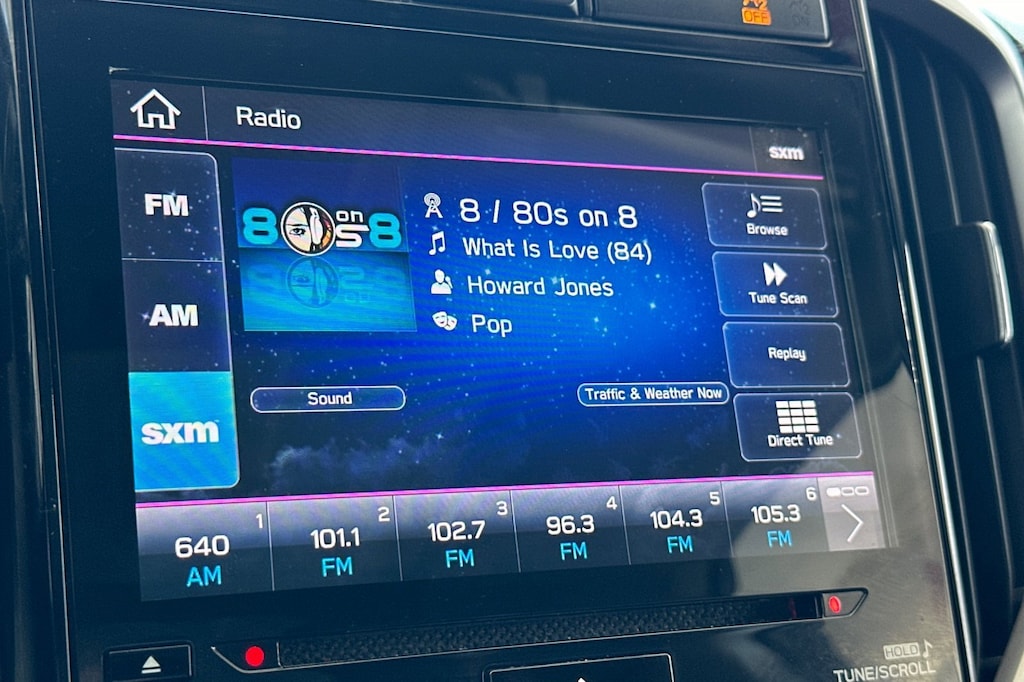 OFF
Radio
sxm
FM
AM
sxm
8 on 8
0s
8 / 80s on 8
What Is Love (84)
Howard Jones
Pop
Browse
Tune Scan
Replay
Direct Tune
Sound
Traffic & Weather Now
1
640
AM
2
101.1
FM
3
102.7
FM
4
96.3
FM
5
104.3
FM
6
105.3
FM
HOLD
TUNE/SCROLL